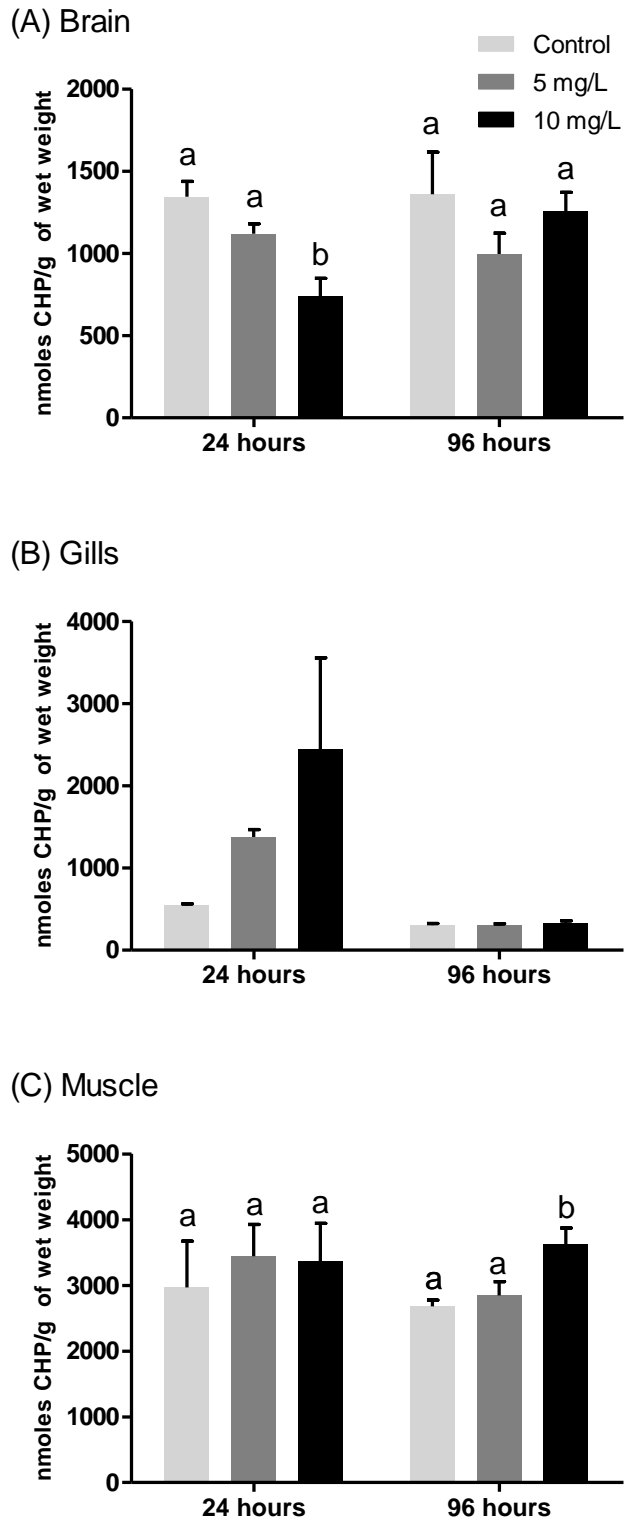 (A) Brain
Control
5 mg/L
10 mg/L
nmoles CHP/g of wet weight
2000
1500
1000
500
0
a
a
b
a
a
a
24 hours
96 hours
(B) Gills
nmoles CHP/g of wet weight
4000
3000
2000
1000
0
24 hours
96 hours
(C) Muscle
nmoles CHP/g of wet weight
5000
4000
3000
2000
1000
0
a
a
a
a
a
b
24 hours
96 hours